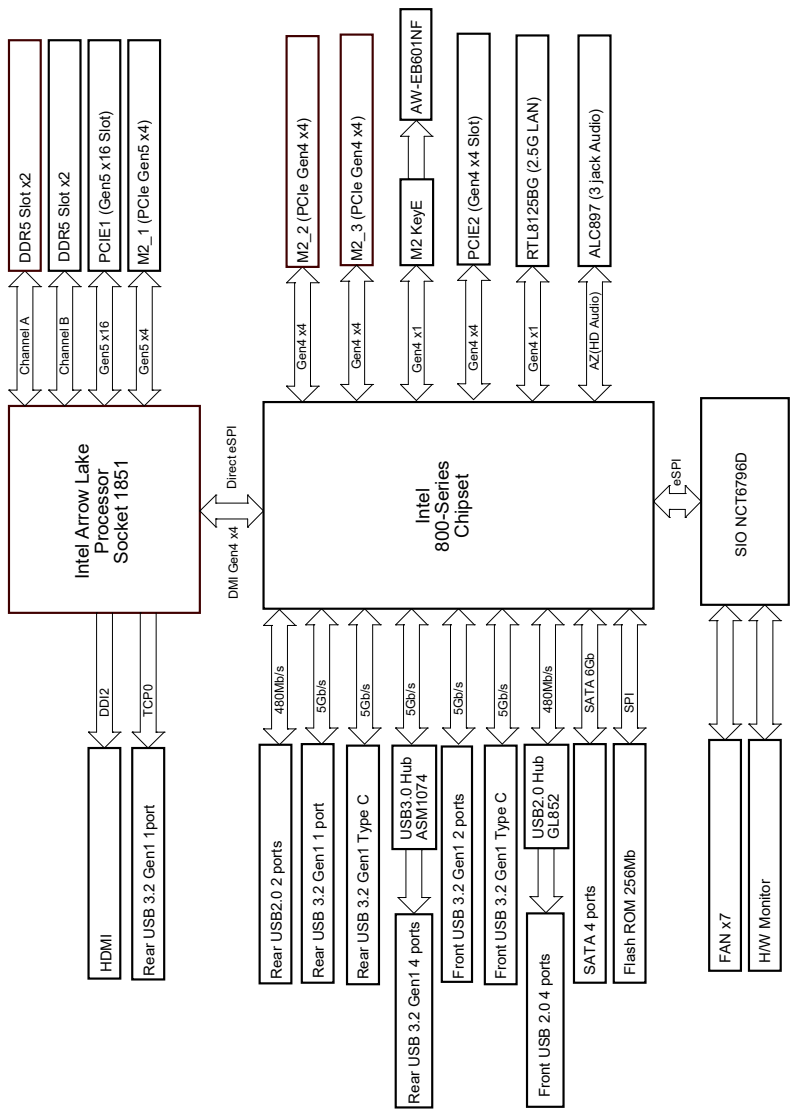 DDR5 Slot x2
DDR5 Slot x2
PCIE1 (Gen5 x16 Slot)
M2_1 (PCIe Gen5 x4)
Channel A
Channel B
Gen5 x16
Gen5 x4
Intel Arrow Lake
Processor
Socket 1851
DDI2
TCP0
HDMI
Rear USB 3.2 Gen1 1port
Direct eSPI
DMI Gen4 x4
M2_2 (PCIe Gen4 x4)
M2_3 (PCIe Gen4 x4)
M2 KeyE
AW-EB601NF
PCIE2 (Gen4 x4 Slot)
RTL8125BG (2.5G LAN)
ALC897 (3 jack Audio)
Gen4 x4
Gen4 x4
Gen4 x1
Gen4 x4
Gen4 x1
AZ(HD Audio)
Intel
800-Series
Chipset
480Mb/s
5Gb/s
5Gb/s
5Gb/s
5Gb/s
5Gb/s
480Mb/s
SATA 6Gb
SPI
Rear USB2.0 2 ports
Rear USB 3.2 Gen1 1 port
Rear USB 3.2 Gen1 Type C
USB3.0 Hub
ASM1074
Rear USB 3.2 Gen1 4 ports
Front USB 3.2 Gen1 2 ports
Front USB 3.2 Gen1 Type C
USB2.0 Hub
GL852
Front USB 2.0 4 ports
SATA 4 ports
Flash ROM 256Mb
eSPI
SIO NCT6796D
FAN x7
H/W Monitor